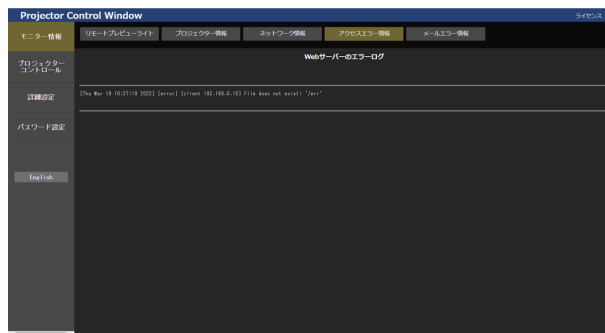 Projector Control Window
ライセンス
モニター情報
リモートプレビューライト
プロジェクター情報
ネットワーク情報
アクセスエラー情報
メールエラー情報
Webサーバーのエラーログ
プロジェクター
コントロール
詳細設定
[Thu May 19 10:27:19 2022] [error] [client 192.168.0.10] File does not exist: '/err'
パスワード設定
English